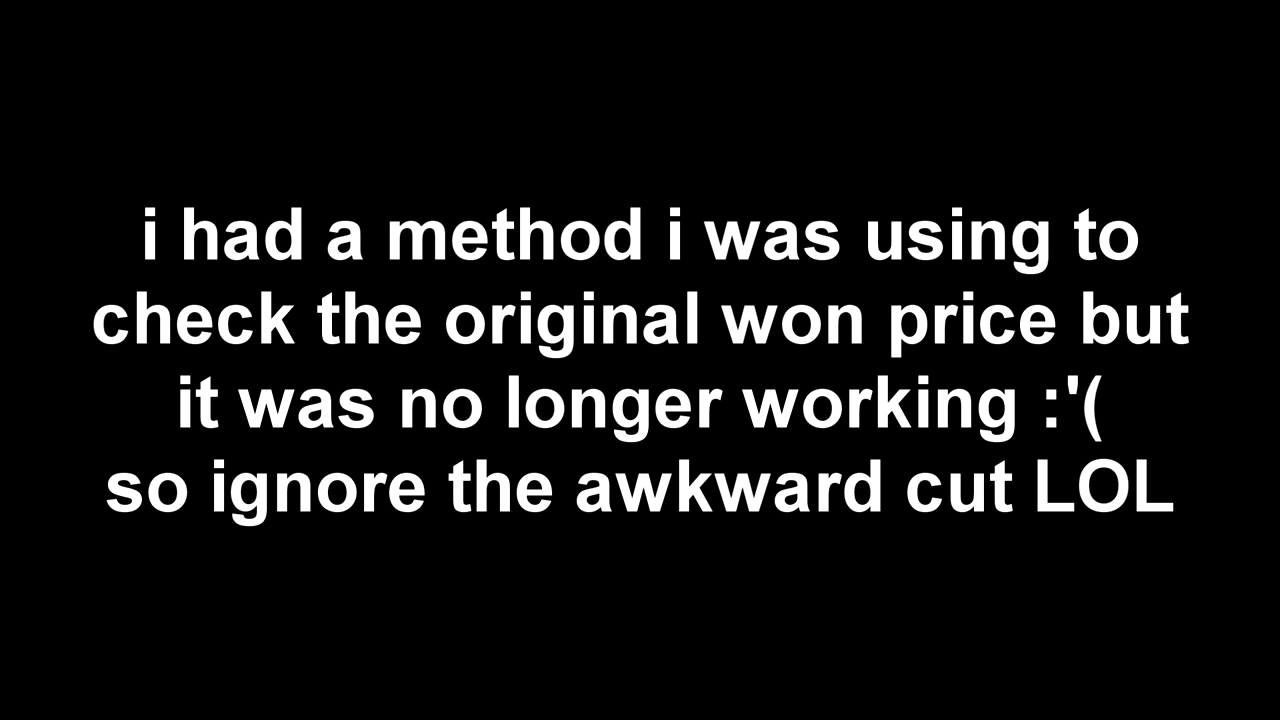 i had a method i was using to
check the original won price but
it was no longer working :'(
so ignore the awkward cut LOL